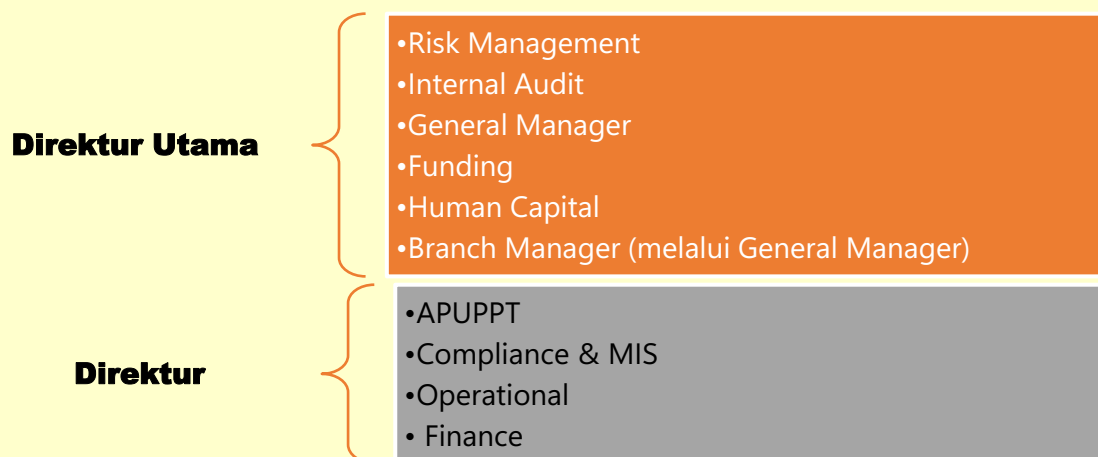 Direktur Utama
•Risk Management
•Internal Audit
•General Manager
•Funding
•Human Capital
•Branch Manager (melalui General Manager)
Direktur
•APUPPT
•Compliance & MIS
•Operational
• Finance